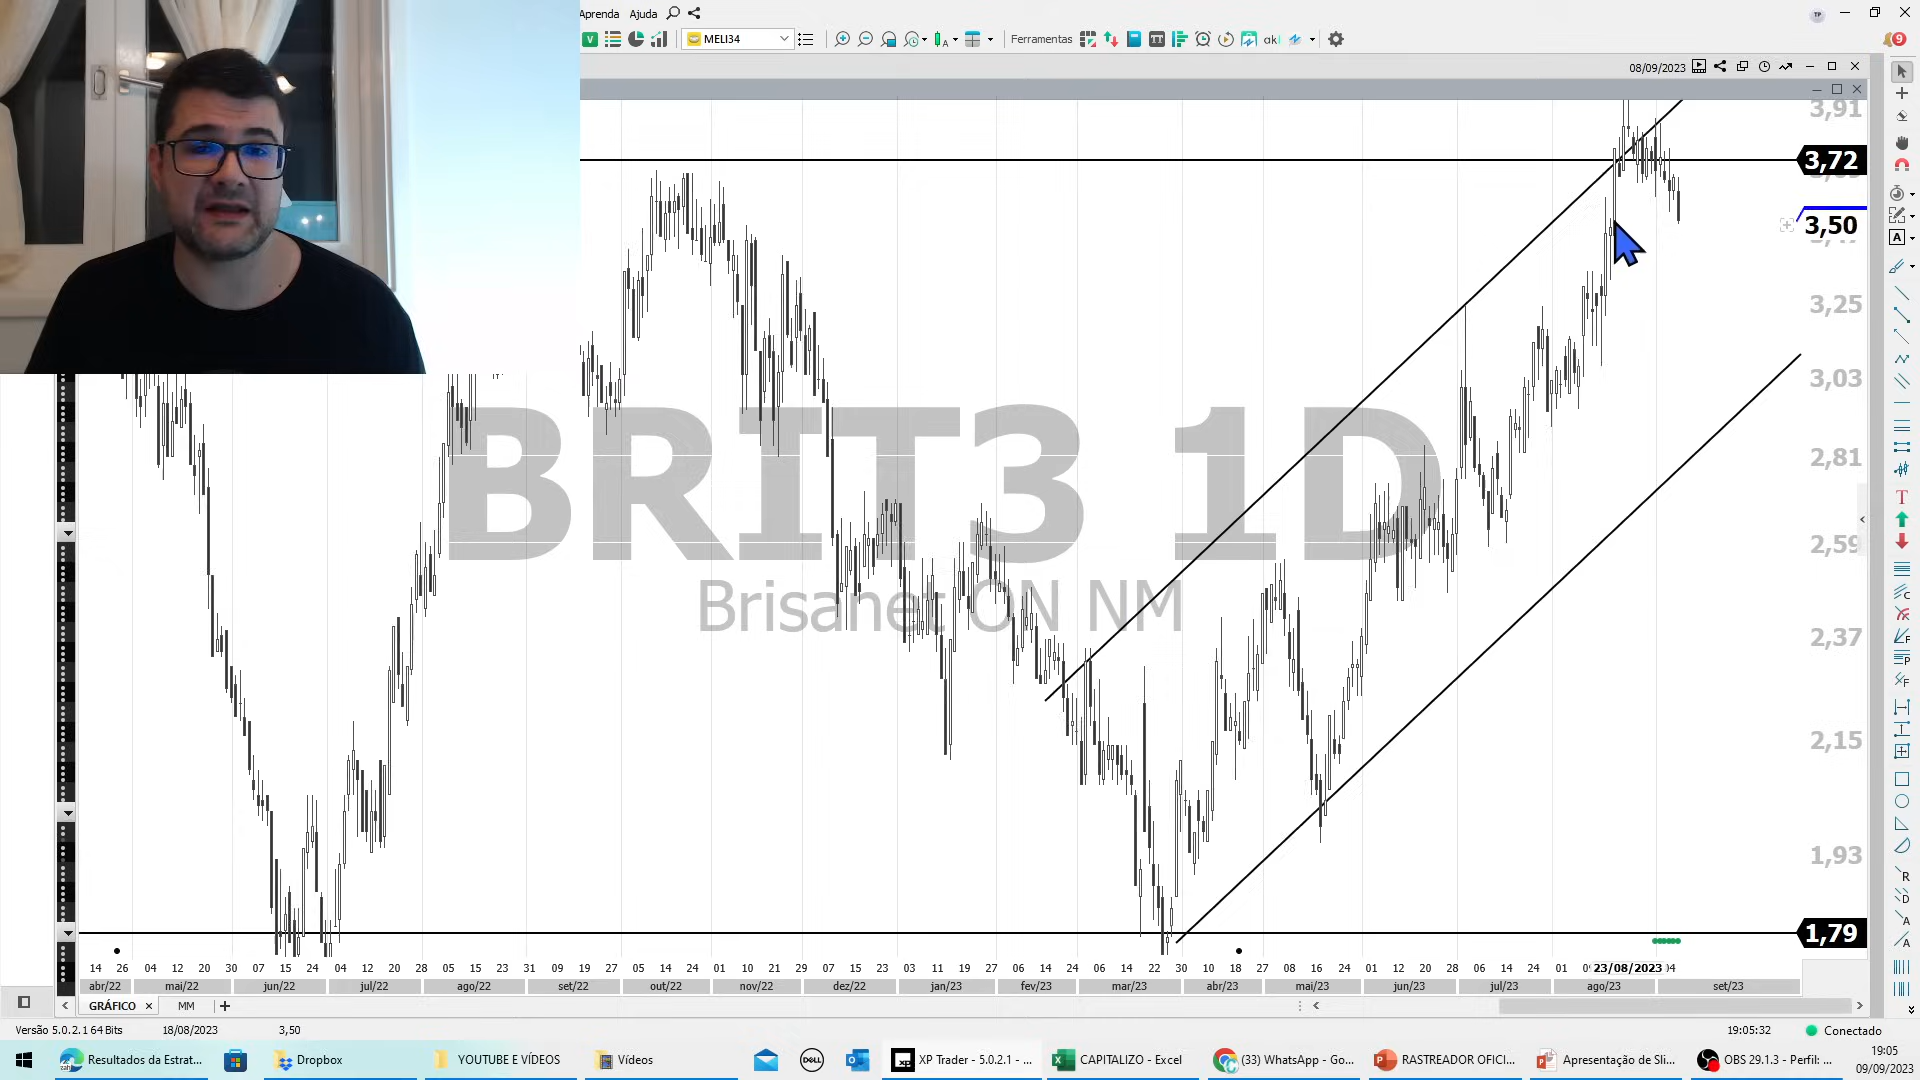 Aprenda Ajuda
TP
MELI34
Ferramentas
9
08/09/2023
3,91
3,72
3,50
3,25
3,03
2,81
2,59
2,37
2,15
1,93
1,79
BRIT3 1D
Brisanet ON NM
14 26 04 12 20 30 07 15 24 04 12 20 28 05 15 23 31 09 19 27 05 14 24 01 10 21 29 07 15 23 03 11 19 27 06 14 24 06 14 22 30 10 18 27 08 16 24 01 12 20 28 06 14 24 01 23/08/2023
abr/22 mai/22 jun/22 jul/22 ago/22 set/22 out/22 nov/22 dez/22 jan/23 fev/23 mar/23 abr/23 mai/23 jun/23 jul/23 ago/23 set/23
GRÁFICO MM
Versão 5.0.2.1 64 Bits 18/08/2023 3,50 19:05:32 Conectado
Resultados da Estrat... Dropbox YOUTUBE E VÍDEOS Vídeos DELL XP Trader - 5.0.2.1 - ... CAPITALIZO - Excel (33) WhatsApp - Go... RASTREADOR OFICI... Apresentação de Sli... OBS 29.1.3 - Perfil: ... 19:05
09/09/2023